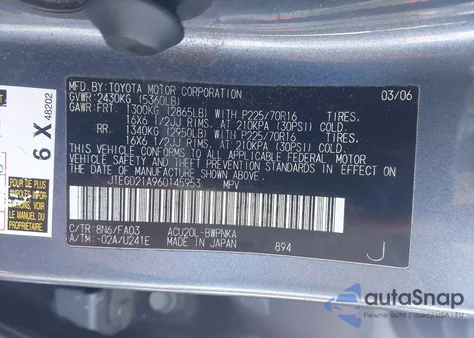 MFD.BY:TOYOTA MOTOR CORPORATION 03/06
GVWR: 2430KG (5360LB)
GAWR:FRT. 1300KG (2865LB) WITH P225/70R16 TIRES.
16X6 1/2JJ RIMS, AT 210KPA (30PSI) COLD.
RR. 1340KG (2950LB) WITH P225/70R16 TIRES.
16X6 1/2JJ RIMS, AT 210KPA (30PSI) COLD.
THIS VEHICLE CONFORMS TO ALL APPLICABLE FEDERAL MOTOR
VEHICLE SAFETY STANDARDS IN EFFECT ON
THE DATE OF MANUFACTURE SHOWN ABOVE.
JTEGD21A960145953 MPV
C/TR: 8N6/FA03 ACU20L-BWPNKA
A/TM: -02A/U241E MADE IN JAPAN 894
J
6 X
48202
LE MANUEL
DU
PROPRIÉTAIRE
autoSnap